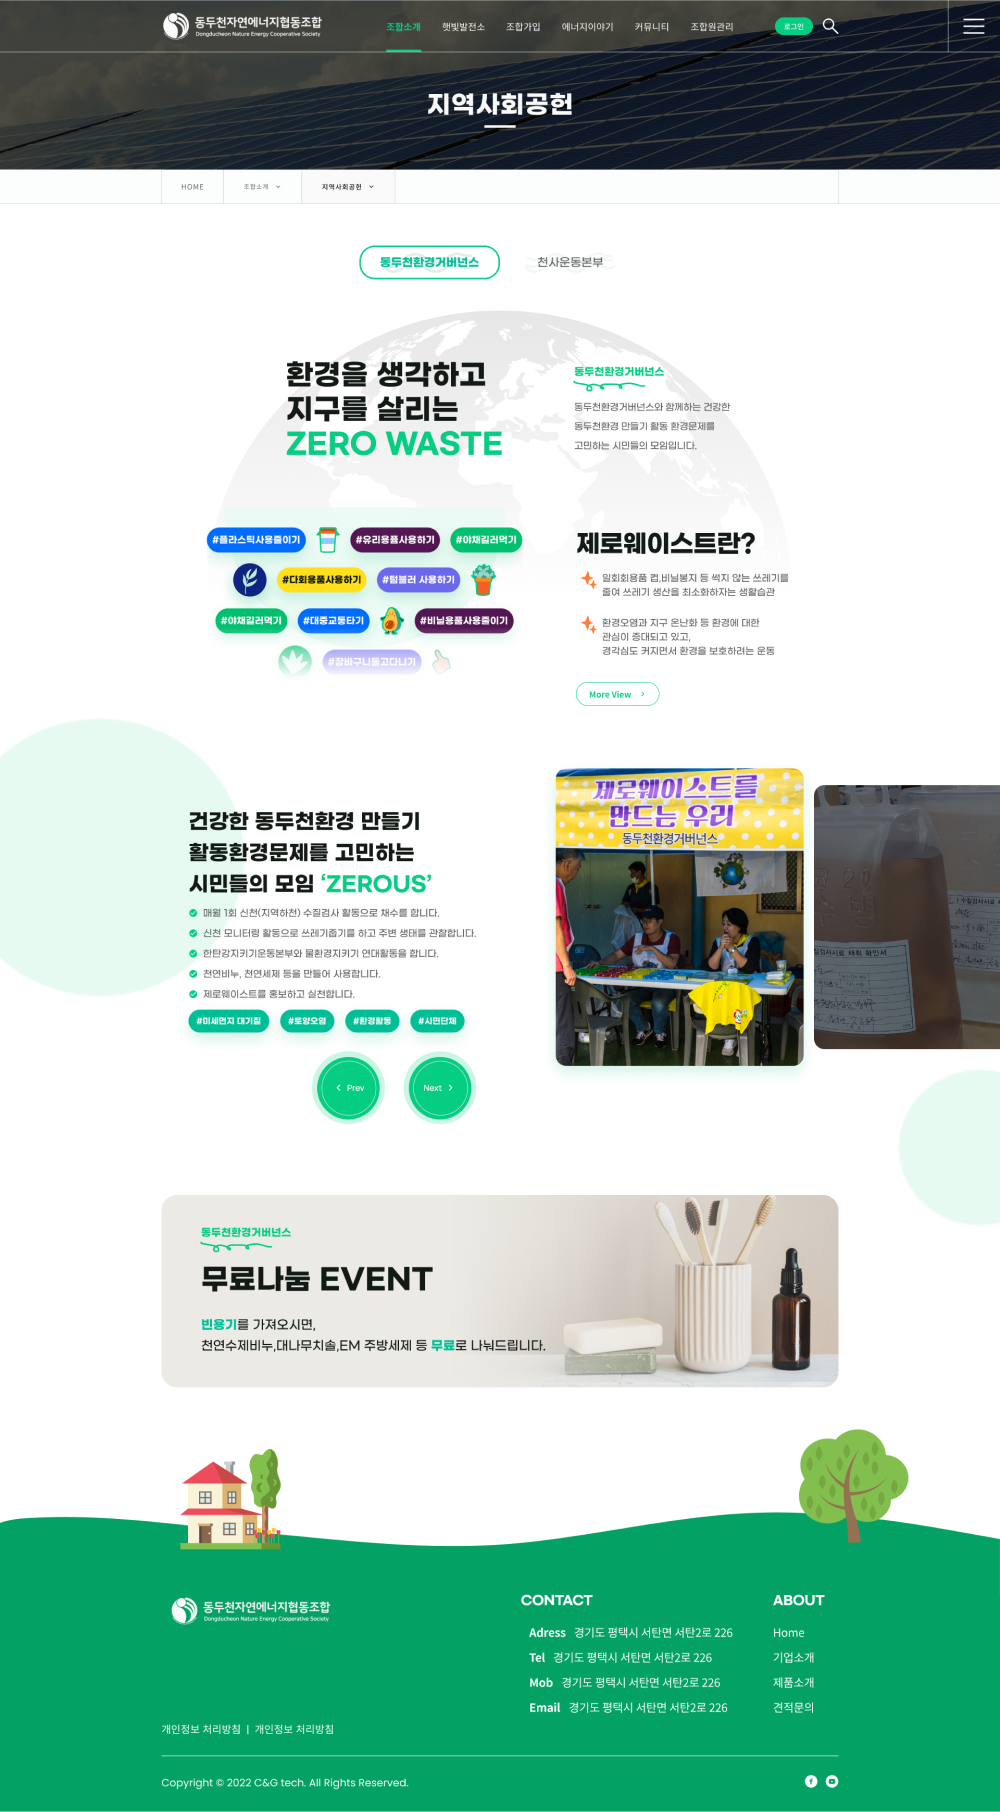 동두천자연에너지협동조합
Dongducheon Nature Energy Cooperative Society
조합소개 햇빛발전소 조합가입 에너지이야기 커뮤니티 조합원관리 로그인
지역사회공헌
HOME 조합소개 지역사회공헌
동두천환경거버넌스 천사운동본부
환경을 생각하고
지구를 살리는
ZERO WASTE
동두천환경거버넌스
동두천환경거버넌스와 함께하는 건강한
동두천환경 만들기 활동 환경문제를
고민하는 시민들의 모임입니다.
#플라스틱사용줄이기 #유리용품사용하기 #야채길러먹기
#다회용품사용하기 #텀블러 사용하기
#야채길러먹기 #대중교통타기 #비닐용품사용줄이기
#장바구니들고다니기
제로웨이스트란?
일회회용품 컵,비닐봉지 등 썩지 않는 쓰레기를
줄여 쓰레기 생산을 최소화하자는 생활습관
환경오염과 지구 온난화 등 환경에 대한
관심이 증대되고 있고,
경각심도 커지면서 환경을 보호하려는 운동
More View
건강한 동두천환경 만들기
활동환경문제를 고민하는
시민들의 모임 ‘ZEROUS’
매월 1회 신천(지역하천) 수질검사 활동으로 채수를 합니다.
신천 모니터링 활동으로 쓰레기줍기를 하고 주변 생태를 관찰합니다.
한탄강지키기운동본부와 물환경지키기 연대활동을 합니다.
천연비누, 천연세제 등을 만들어 사용합니다.
제로웨이스트를 홍보하고 실천합니다.
#미세먼지 대기질 #토양오염 #환경활동 #시민단체
Prev Next
제로웨이스트를
만드는 우리
동두천환경거버넌스
동두천환경거버넌스
무료나눔 EVENT
빈용기를 가져오시면,
천연수제비누,대나무치솔,EM 주방세제 등 무료로 나눠드립니다.
동두천자연에너지협동조합
Dongducheon Nature Energy Cooperative Society
CONTACT
Adress 경기도 평택시 서탄면 서탄2로 226
Tel 경기도 평택시 서탄면 서탄2로 226
Mob 경기도 평택시 서탄면 서탄2로 226
Email 경기도 평택시 서탄면 서탄2로 226
ABOUT
Home
기업소개
제품소개
견적문의
개인정보 처리방침 | 개인정보 처리방침
Copyright © 2022 C&G tech. All Rights Reserved.